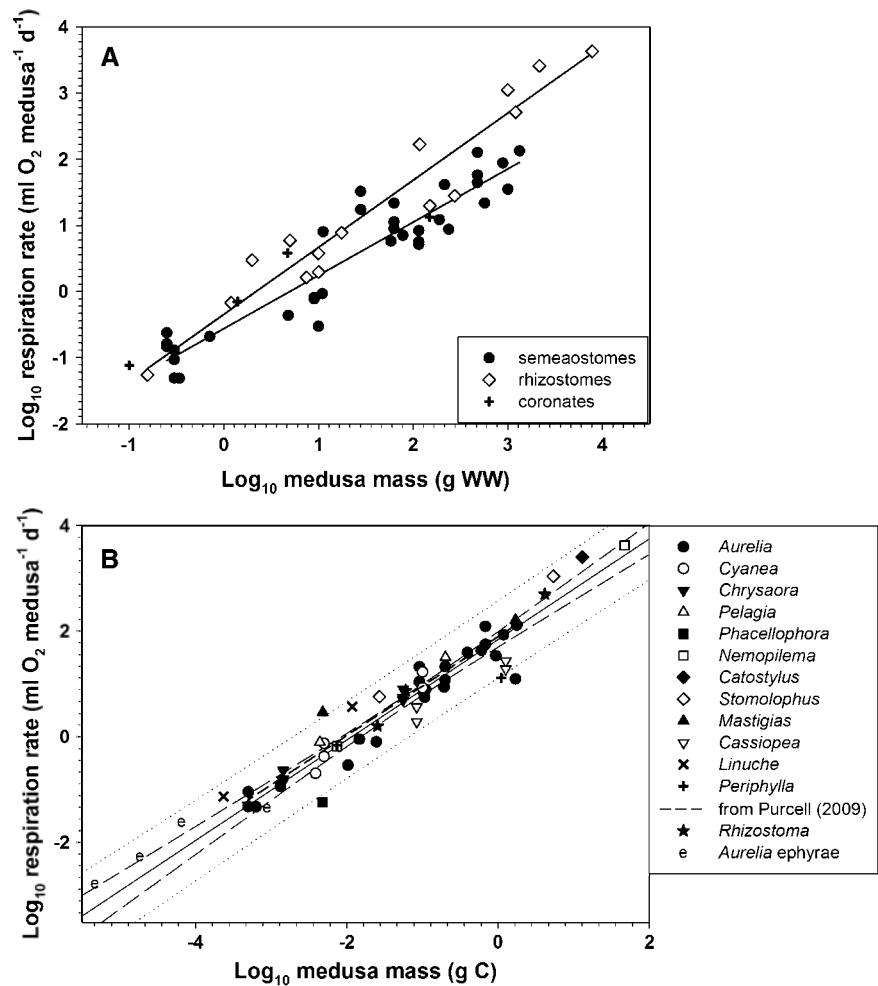 A
Log10 respiration rate (ml O2 medusa-1 d-1)
4
3
2
1
0
-1
-2
semeaostomes
rhizostomes
coronates
-1 0 1 2 3 4
Log10 medusa mass (g WW)
B
Log10 respiration rate (ml O2 medusa-1 d-1)
4
2
0
-2
-4 -2 0 2
Log10 medusa mass (g C)
Aurelia
Cyanea
Chrysaora
Pelagia
Phacellophora
Nemopilema
Catostylus
Stomolophus
Mastigias
Cassiopea
Linuche
Periphylla
from Purcell (2009)
Rhizostoma
e Aurelia ephyrae
e
e
e
e